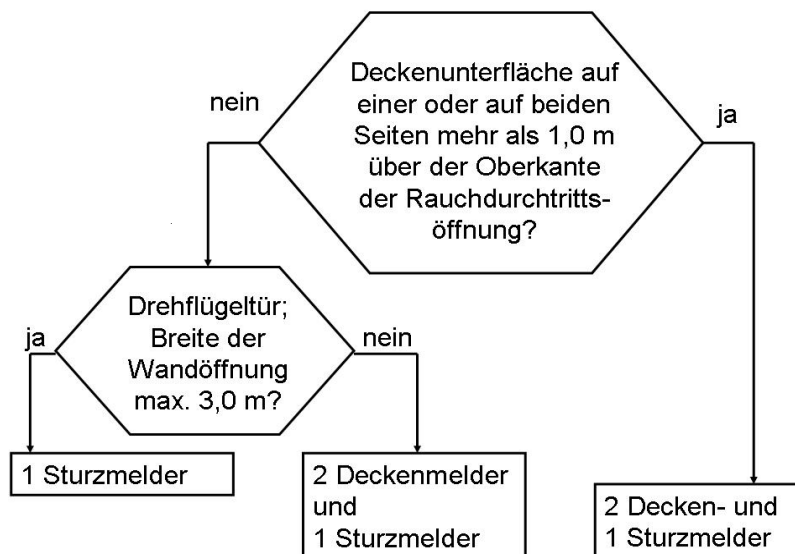 Deckenunterfläche auf
einer oder auf beiden
Seiten mehr als 1,0 m
über der Oberkante
der Rauchdurchtritts-
öffnung?
nein
ja
Drehflügeltür;
Breite der
Wandöffnung
max. 3,0 m?
ja
nein
1 Sturzmelder
2 Deckenmelder
und
1 Sturzmelder
2 Decken- und
1 Sturzmelder